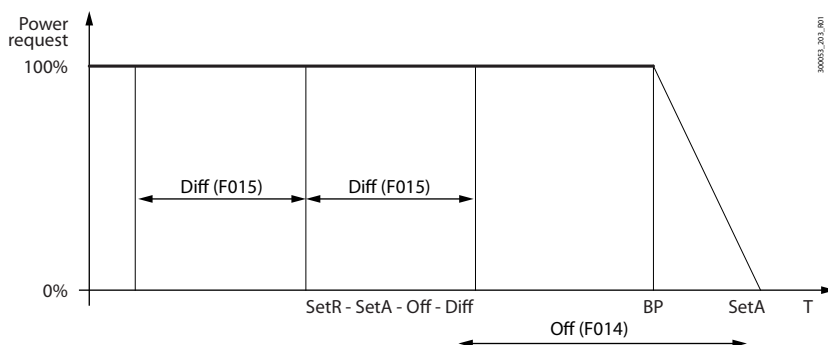 Power
request
100%
300053_203_R01
Diff (F015)
Diff (F015)
0%
SetR - SetA - Off - Diff
BP
SetA
T
Off (F014)